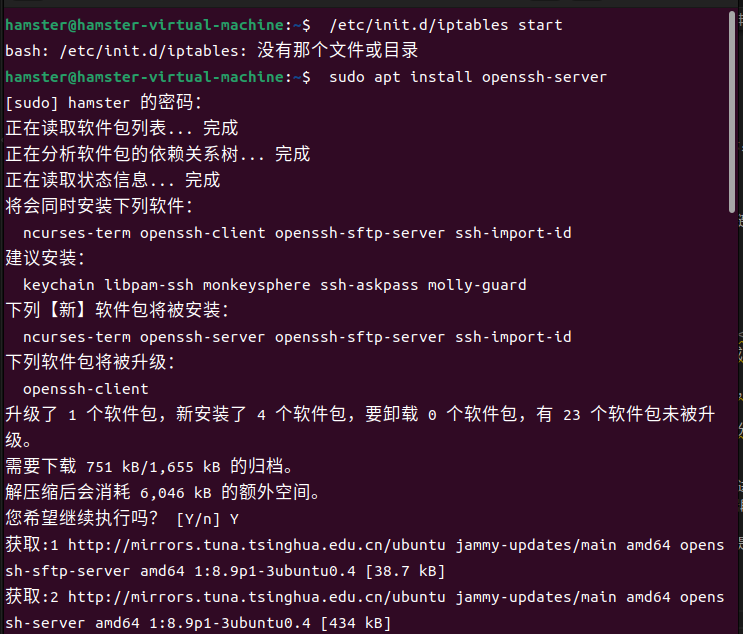 hamster@hamster-virtual-machine:~$  /etc/init.d/iptables start
bash: /etc/init.d/iptables: 没有那个文件或目录
hamster@hamster-virtual-machine:~$  sudo apt install openssh-server
[sudo] hamster 的密码：
正在读取软件包列表... 完成
正在分析软件包的依赖关系树... 完成
正在读取状态信息... 完成
将会同时安装下列软件：
  ncurses-term openssh-client openssh-sftp-server ssh-import-id
建议安装：
  keychain libpam-ssh monkeysphere ssh-askpass molly-guard
下列【新】软件包将被安装：
  ncurses-term openssh-server openssh-sftp-server ssh-import-id
下列软件包将被升级：
  openssh-client
升级了 1 个软件包，新安装了 4 个软件包，要卸载 0 个软件包，有 23 个软件包未被升
级。
需要下载 751 kB/1,655 kB 的归档。
解压缩后会消耗 6,046 kB 的额外空间。
您希望继续执行吗？ [Y/n] Y
获取:1 http://mirrors.tuna.tsinghua.edu.cn/ubuntu jammy-updates/main amd64 opens
sh-sftp-server amd64 1:8.9p1-3ubuntu0.4 [38.7 kB]
获取:2 http://mirrors.tuna.tsinghua.edu.cn/ubuntu jammy-updates/main amd64 opens
sh-server amd64 1:8.9p1-3ubuntu0.4 [434 kB]